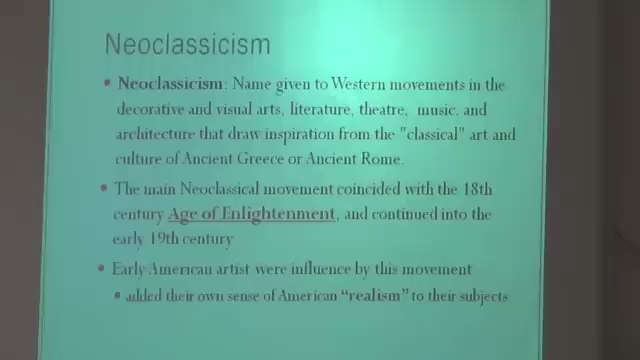 Neoclassicism
• Neoclassicism: Name given to Western movements in the
decorative and visual arts, literature, theatre, music, and
architecture that draw inspiration from the "classical" art and
culture of Ancient Greece or Ancient Rome.
• The main Neoclassical movement coincided with the 18th
century Age of Enlightenment, and continued into the
early 19th century
• Early American artist were influence by this movement
• added their own sense of American “realism” to their subjects